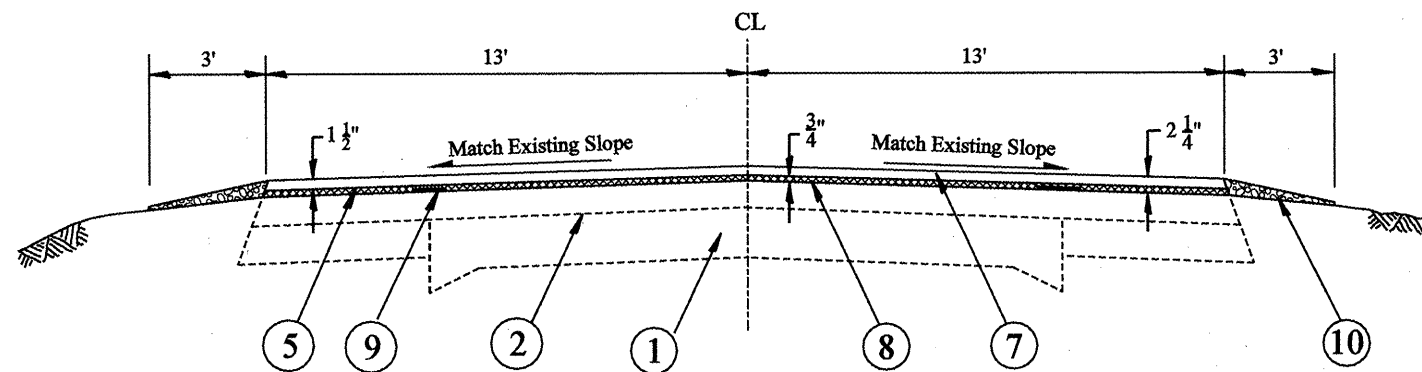 CL
3' 13' 13' 3'
1 1/2" 3/4" 2 1/4"
Match Existing Slope Match Existing Slope
5 9 2 1 8 7 10